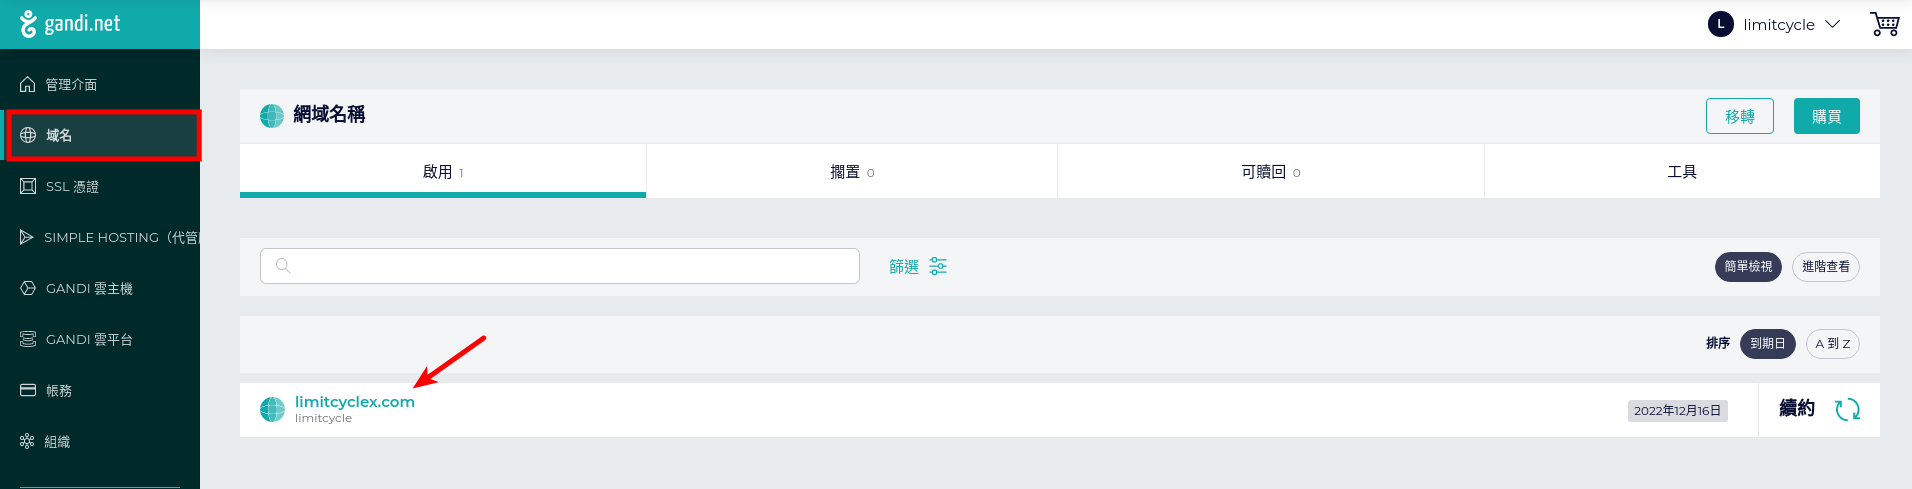 gandi.net
L limitcycle
管理介面
域名
SSL 憑證
SIMPLE HOSTING（代管
GANDI 雲主機
GANDI 雲平台
帳務
組織
網域名稱
移轉 購買
啟用 1 擱置 0 可贖回 0 工具
篩選 簡單檢視 進階查看
排序 到期日 A 到 Z
limitcyclex.com
limitcycle
2022年12月16日 續約